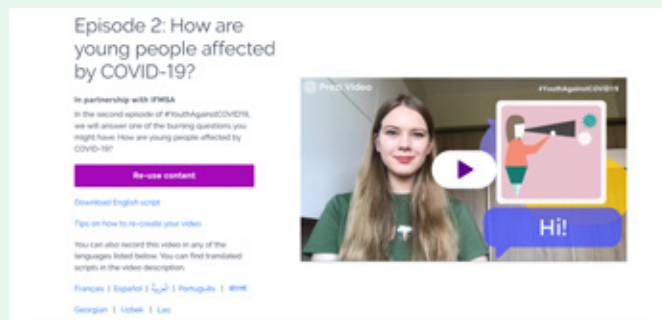 Episode 2: How are
young people affected
by COVID-19?
In partnership with IFMSA
In the second episode of #YouthAgainstCOVID19,
we will answer one of the burning questions you
might have: How are young people affected by
COVID-19?
Re-use content
Download English script
Tips on how to re-create your video
You can also record this video in any of the
languages listed below. You can find translated
scripts in the video description.
Français | Español | العربيّة | Português | বাংলা
Georgian | Uzbek | Lao
Prezi Video
#YouthAgainstCOVID19
Hi!